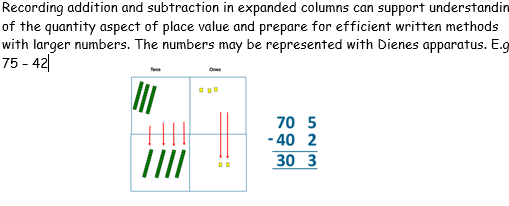 Recording addition and subtraction in expanded columns can support understandin
of the quantity aspect of place value and prepare for efficient written methods
with larger numbers. The numbers may be represented with Dienes apparatus. E.g
75 – 42
Tens Ones
70 5
- 40 2
30 3